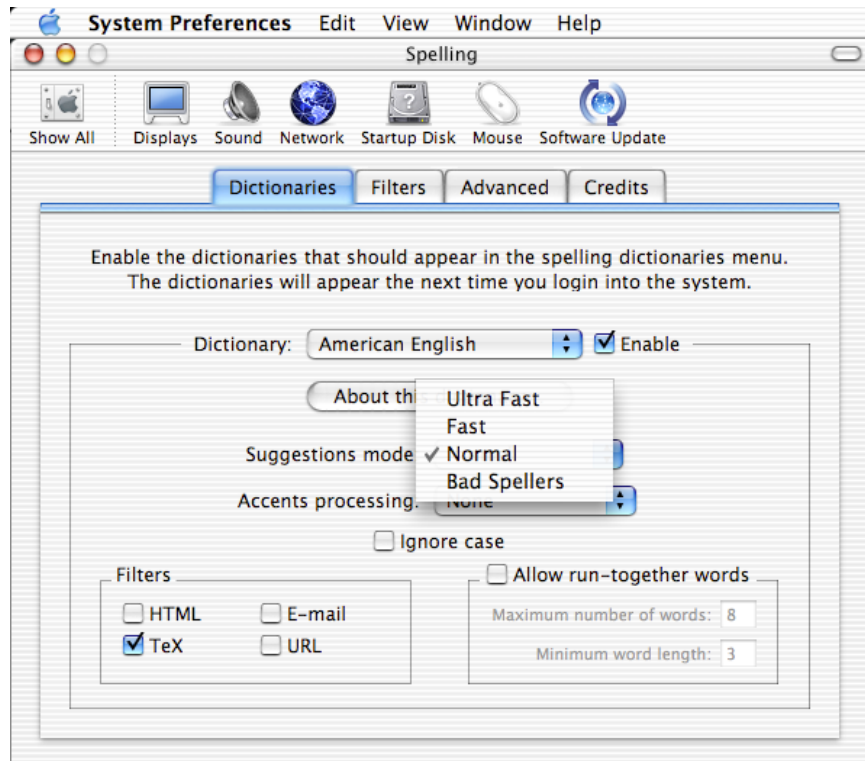 System Preferences Edit View Window Help
Spelling
Show All Displays Sound Network Startup Disk Mouse Software Update
Dictionaries Filters Advanced Credits
Enable the dictionaries that should appear in the spelling dictionaries menu.
The dictionaries will appear the next time you login into the system.
Dictionary: American English Enable
About thi
Ultra Fast
Fast
Suggestions mode Normal
Bad Spellers
Accents processing: None
Ignore case
Filters
HTML E-mail
TeX URL
Allow run-together words
Maximum number of words: 8
Minimum word length: 3